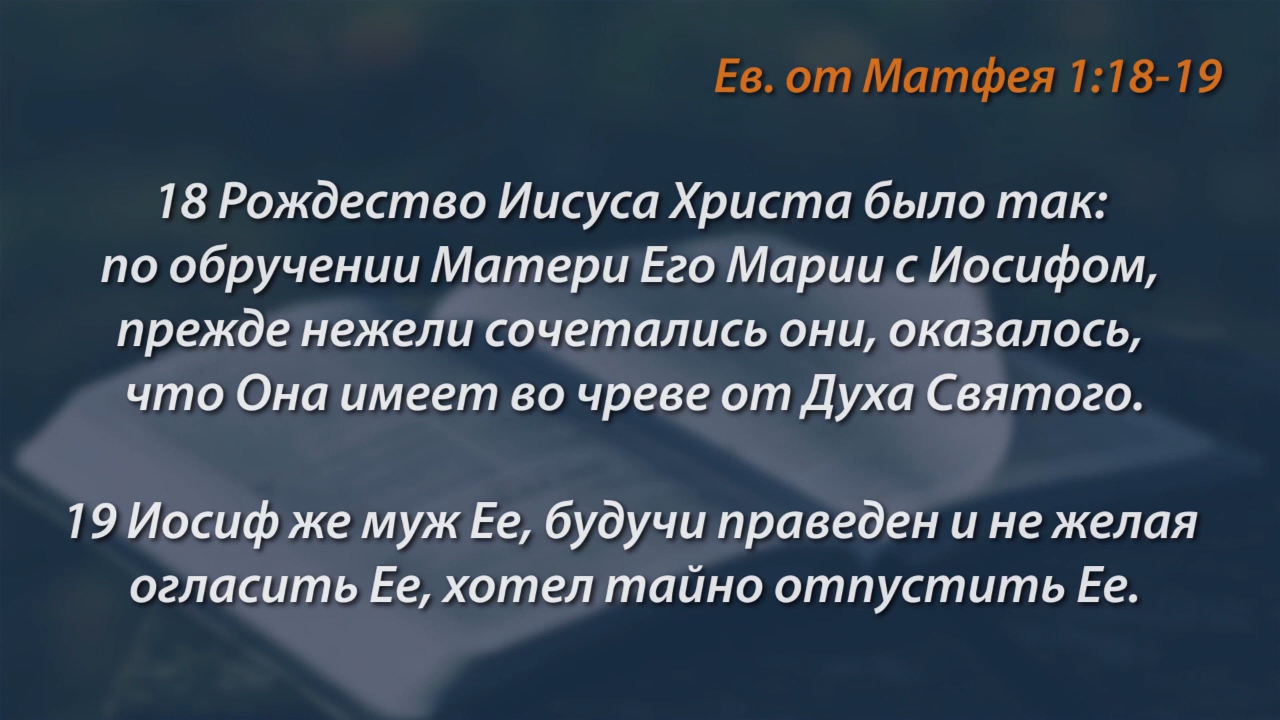 Ев. от Матфея 1:18-19
18 Рождество Иисуса Христа было так:
по обручении Матери Его Марии с Иосифом,
прежде нежели сочетались они, оказалось,
что Она имеет во чреве от Духа Святого.
19 Иосиф же муж Ее, будучи праведен и не желая
огласить Ее, хотел тайно отпустить Ее.